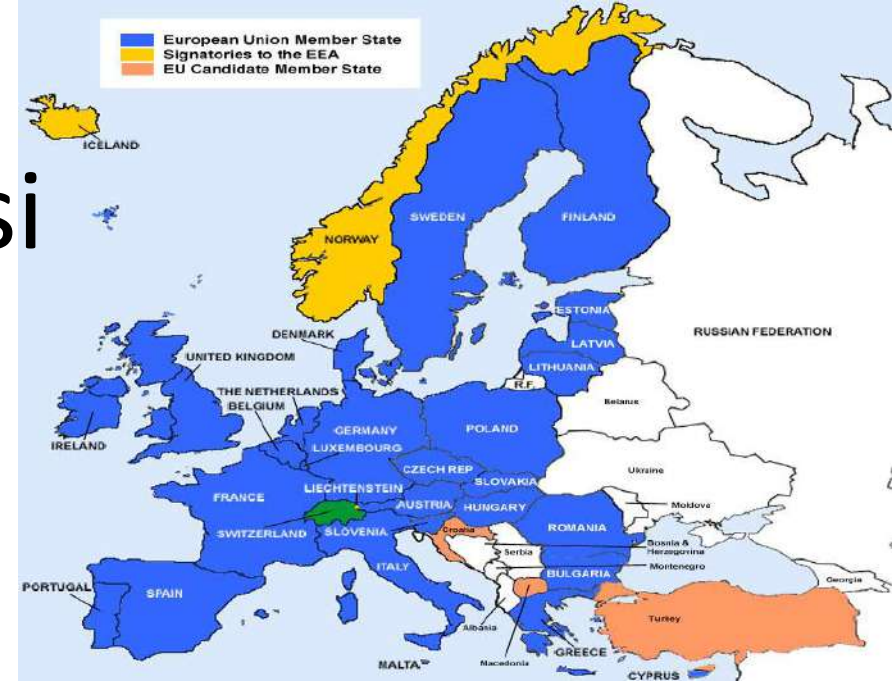 European Union Member State
Signatories to the EEA
EU Candidate Member State
ICELAND
si
SWEDEN
FINLAND
NORWAY
ESTONIA
RUSSIAN FEDERATION
DENMARK
LATVIA
UNITED KINGDOM
LITHUANIA
R.F.
THE NETHERLANDS
BELGIUM
Belarus
GERMANY
POLAND
IRELAND
LUXEMBOURG
CZECH REP
Ukraine
SLOVAKIA
LIECHTENSTEIN
FRANCE
AUSTRIA
HUNGARY
Moldova
SWITZERLAND
SLOVENIA
Croatia
ROMANIA
Bosnia &
Herzegovina
Serbia
ITALY
Montenegro
BULGARIA
Georgia
PORTUGAL
SPAIN
Turkey
Albania
GREECE
MALTA
Macedonia
CYPRUS